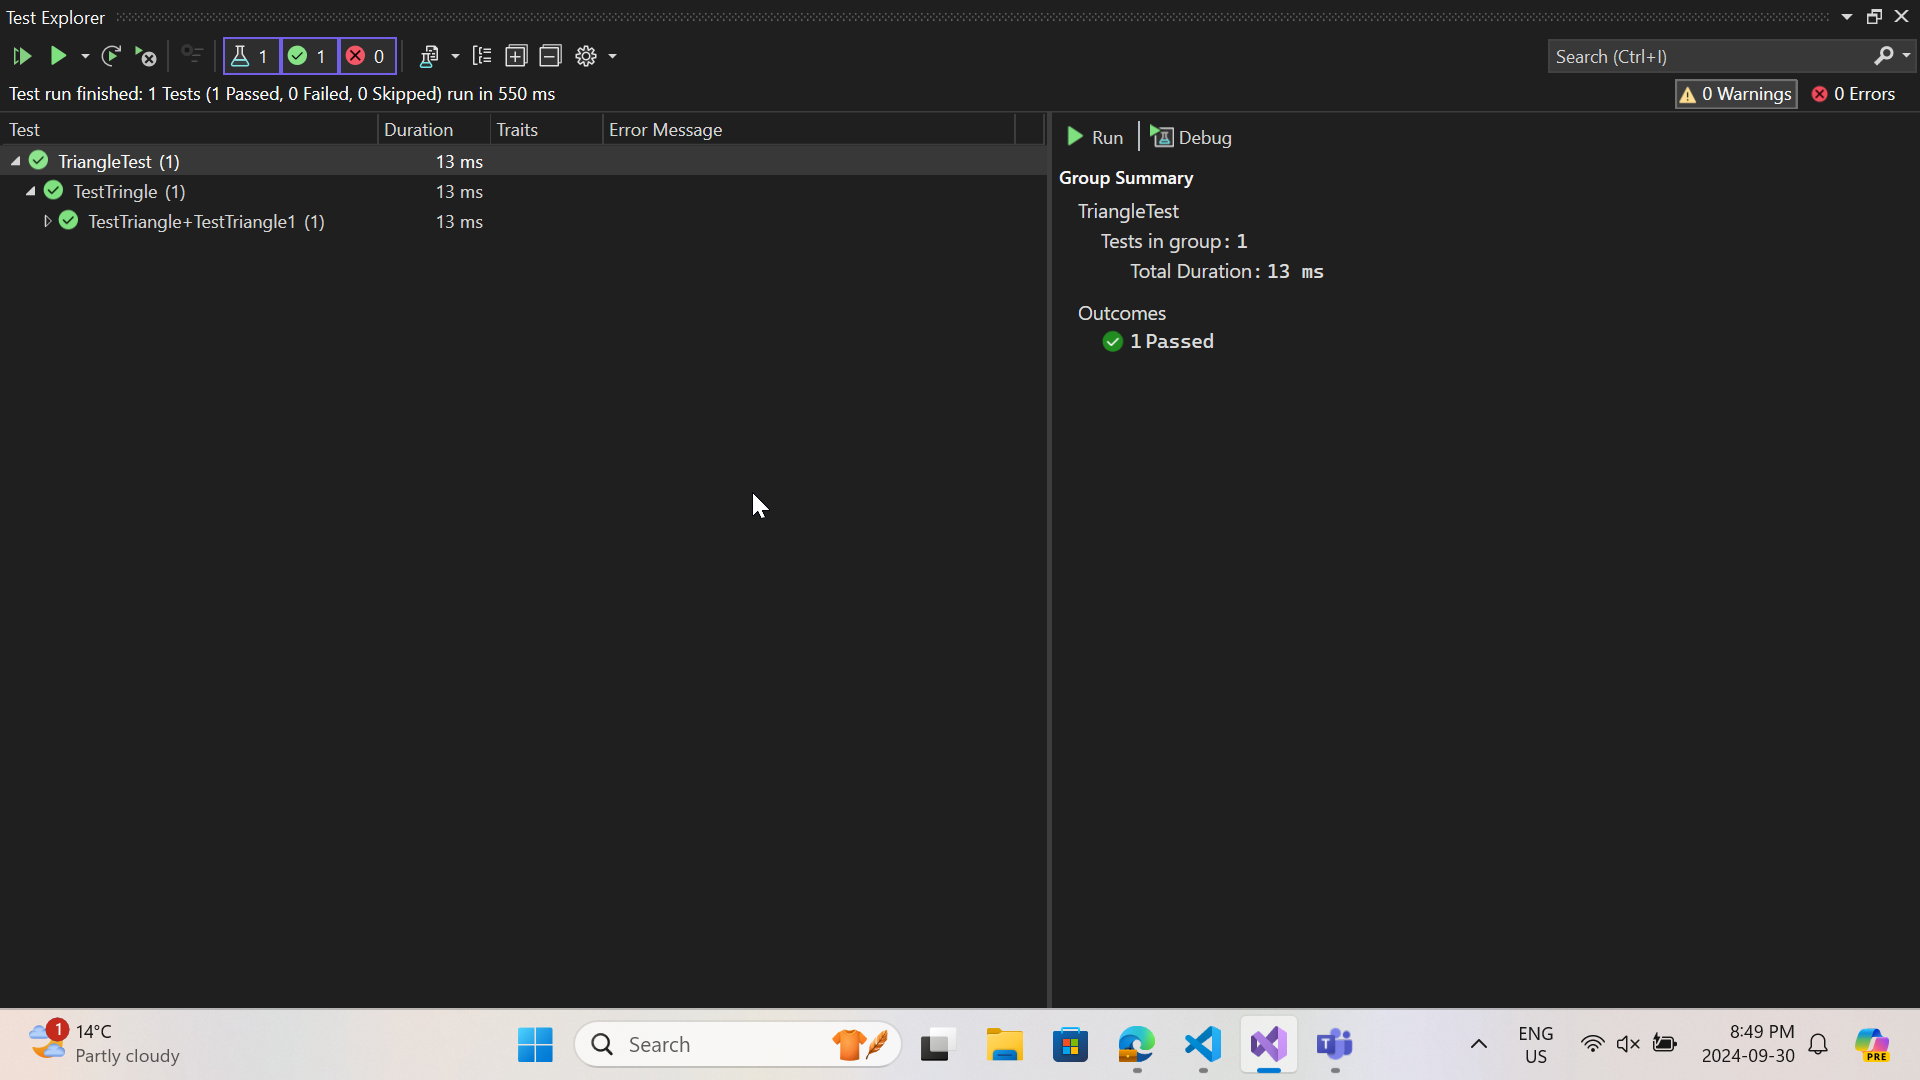 Test Explorer
1 1 0
Search (Ctrl+I)
Test run finished: 1 Tests (1 Passed, 0 Failed, 0 Skipped) run in 550 ms
0 Warnings 0 Errors
Test Duration Traits Error Message
TriangleTest (1) 13 ms
TestTringle (1) 13 ms
TestTriangle+TestTriangle1 (1) 13 ms
Run Debug
Group Summary
TriangleTest
Tests in group: 1
Total Duration: 13 ms
Outcomes
1 Passed
1
14°C
Partly cloudy
Search
T
ENG
US
8:49 PM
2024-09-30
PRE